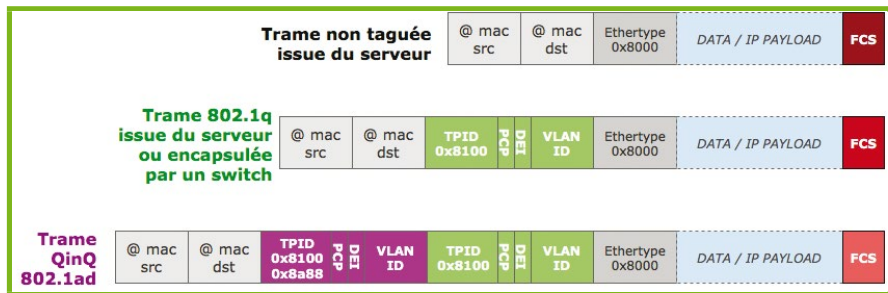 Trame non taguée
issue du serveur
@ mac
src
@ mac
dst
Ethertype
0x8000
DATA / IP PAYLOAD
FCS
Trame 802.1q
issue du serveur
ou encapsulée
par un switch
@ mac
src
@ mac
dst
TPID
0x8100
PCP
DEI
VLAN
ID
Ethertype
0x8000
DATA / IP PAYLOAD
FCS
Trame
QinQ
802.1ad
@ mac
src
@ mac
dst
TPID
0x8100
0x8a88
PCP
DEI
VLAN
ID
TPID
0x8100
PCP
DEI
VLAN
ID
Ethertype
0x8000
DATA / IP PAYLOAD
FCS